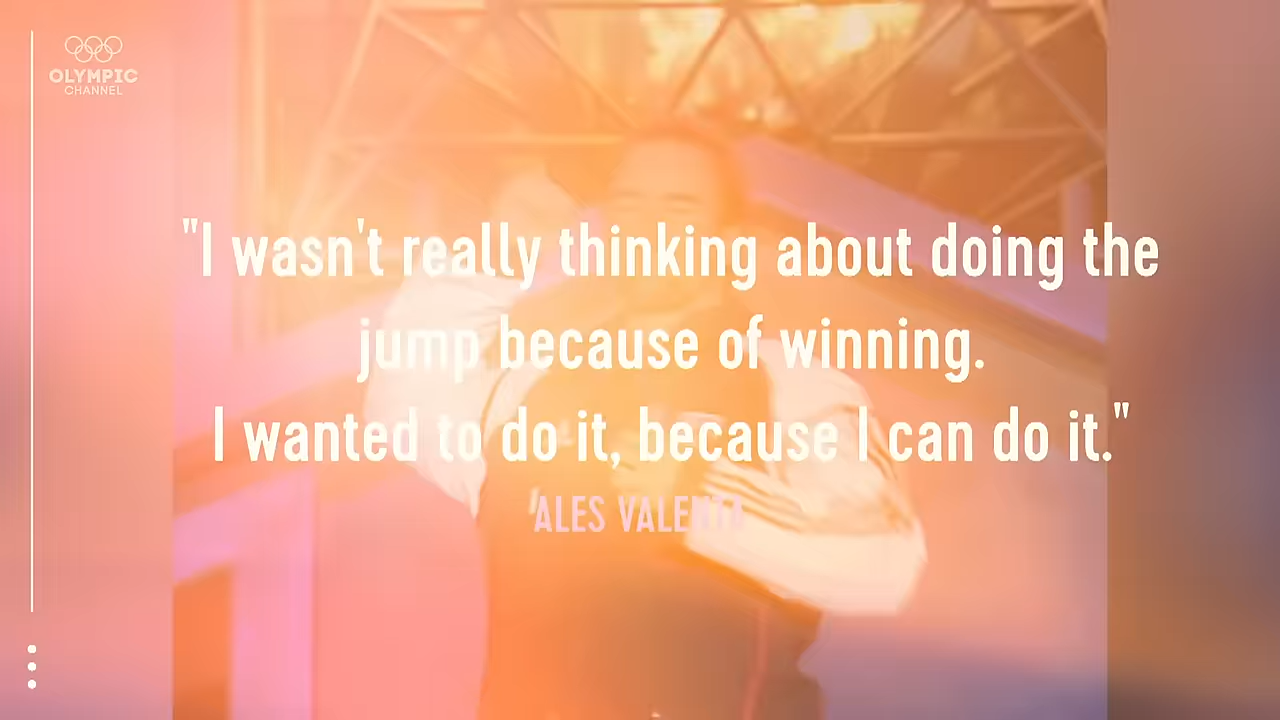 OLYMPIC
CHANNEL
"I wasn't really thinking about doing the
jump because of winning.
I wanted to do it, because I can do it."
ALES VALENTA